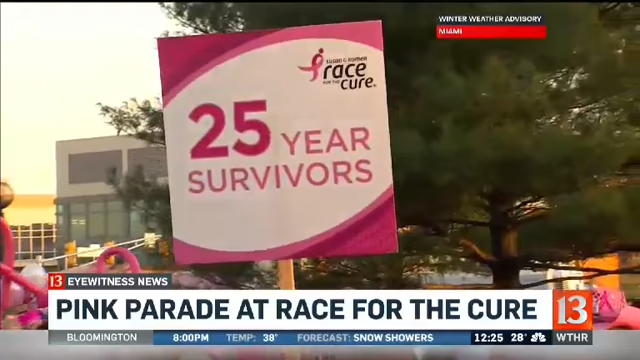 WINTER WEATHER ADVISORY
MIAMI
SUSAN G. KOMEN
race
FOR THE cure
25 YEAR
SURVIVORS
13 EYEWITNESS NEWS
PINK PARADE AT RACE FOR THE CURE
13
BLOOMINGTON 8:00PM TEMP: 38° FORECAST: SNOW SHOWERS 12:25 28° WTHR